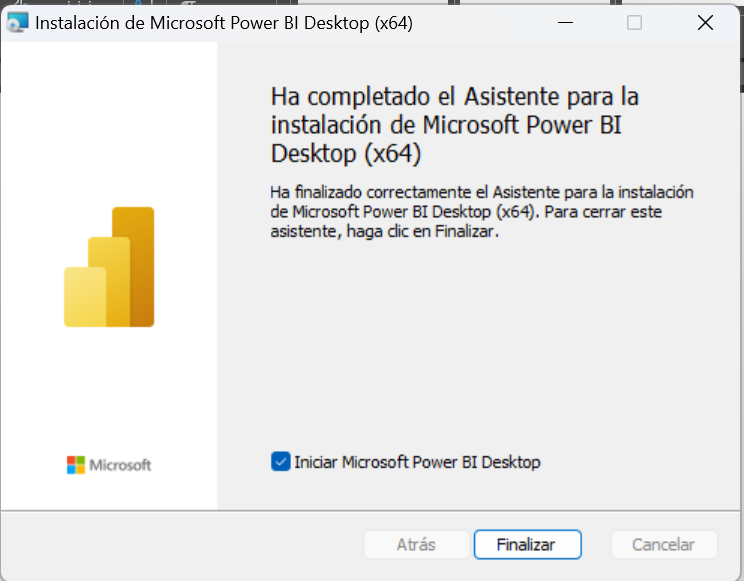 Instalación de Microsoft Power BI Desktop (x64)
Ha completado el Asistente para la
instalación de Microsoft Power BI
Desktop (x64)
Ha finalizado correctamente el Asistente para la instalación
de Microsoft Power BI Desktop (x64). Para cerrar este
asistente, haga clic en Finalizar.
Microsoft
Iniciar Microsoft Power BI Desktop
Atrás
Finalizar
Cancelar